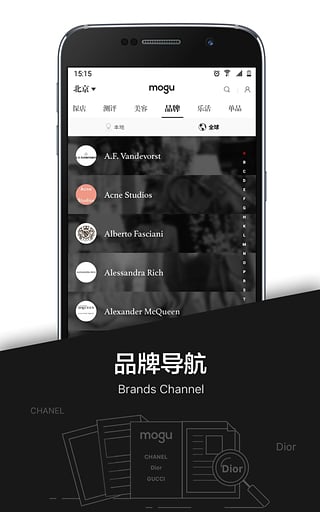 15:15
北京
mogu
探店 测评 美容 品牌 乐活 单品
本地 全球
A.F. Vandevorst
Acne Studios
Alberto Fasciani
Alessandra Rich
Alexander McQueen
品牌导航
Brands Channel
CHANEL
mogu
CHANEL
Dior
GUCCI
Dior
Dior